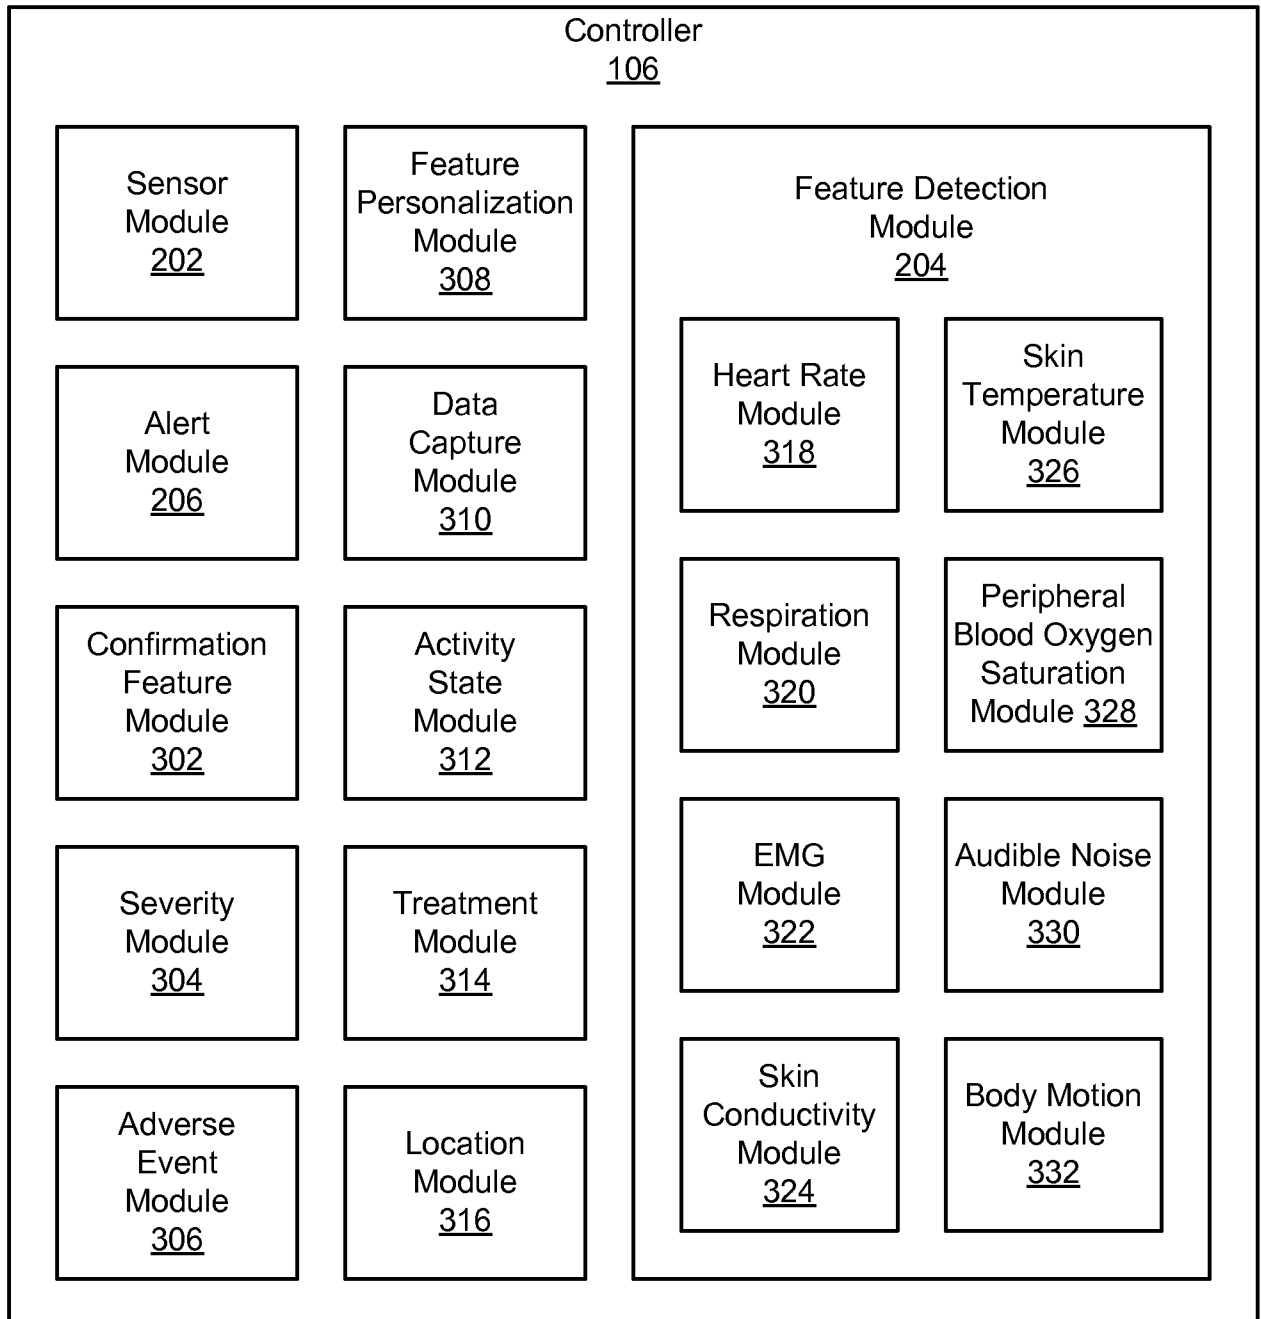 Controller
106
Sensor
Module
202
Feature
Personalization
Module
308
Alert
Module
206
Data
Capture
Module
310
Confirmation
Feature
Module
302
Activity
State
Module
312
Severity
Module
304
Treatment
Module
314
Adverse
Event
Module
306
Location
Module
316
Feature Detection
Module
204
Heart Rate
Module
318
Skin
Temperature
Module
326
Respiration
Module
320
Peripheral
Blood Oxygen
Saturation
Module 328
EMG
Module
322
Audible Noise
Module
330
Skin
Conductivity
Module
324
Body Motion
Module
332